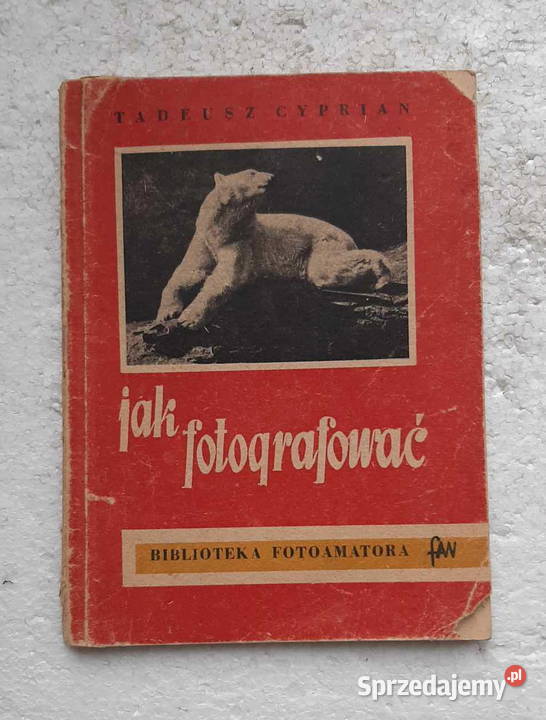 TADEUSZ CYPRIAN
jak
fotografować
BIBLIOTEKA FOTOAMATORA faw
Sprzedajemy.pl